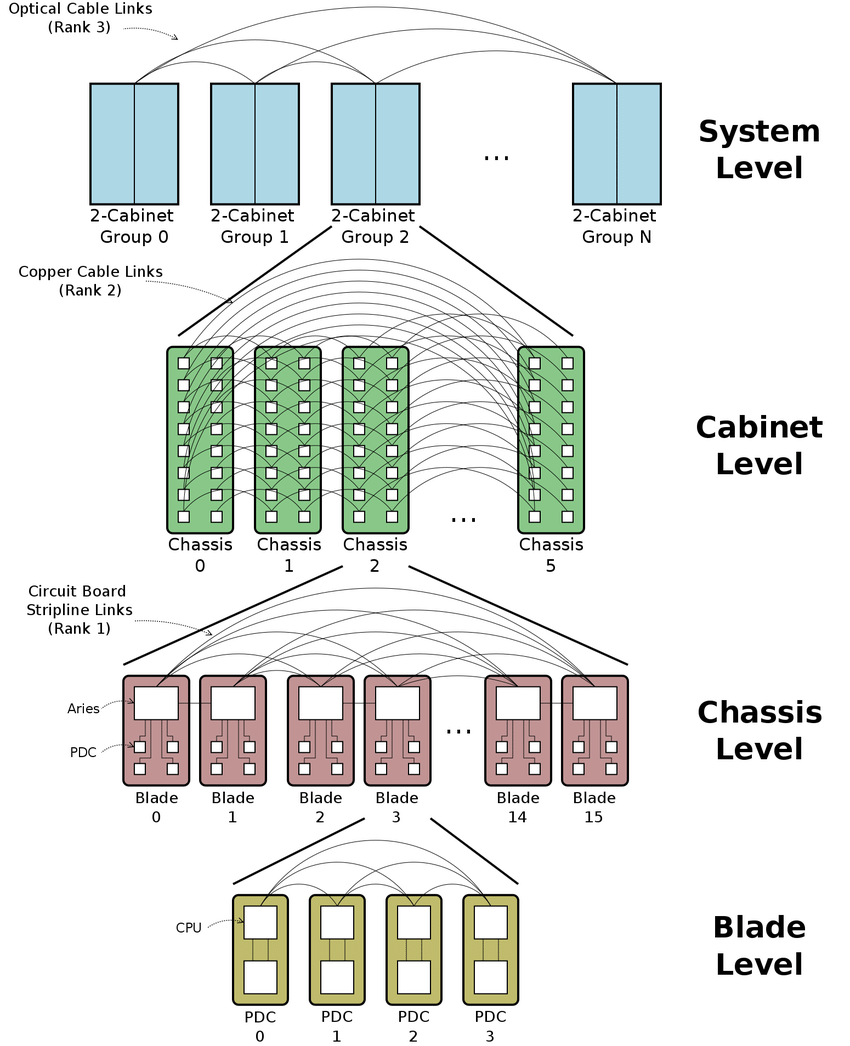 Optical Cable Links
(Rank 3)
System
Level
...
2-Cabinet
Group 0
2-Cabinet
Group 1
2-Cabinet
Group 2
2-Cabinet
Group N
Copper Cable Links
(Rank 2)
Cabinet
Level
...
Chassis
0
Chassis
1
Chassis
2
Chassis
5
Circuit Board
Stripline Links
(Rank 1)
Aries
PDC
...
Chassis
Level
Blade
0
Blade
1
Blade
2
Blade
3
Blade
14
Blade
15
CPU
Blade
Level
PDC
0
PDC
1
PDC
2
PDC
3